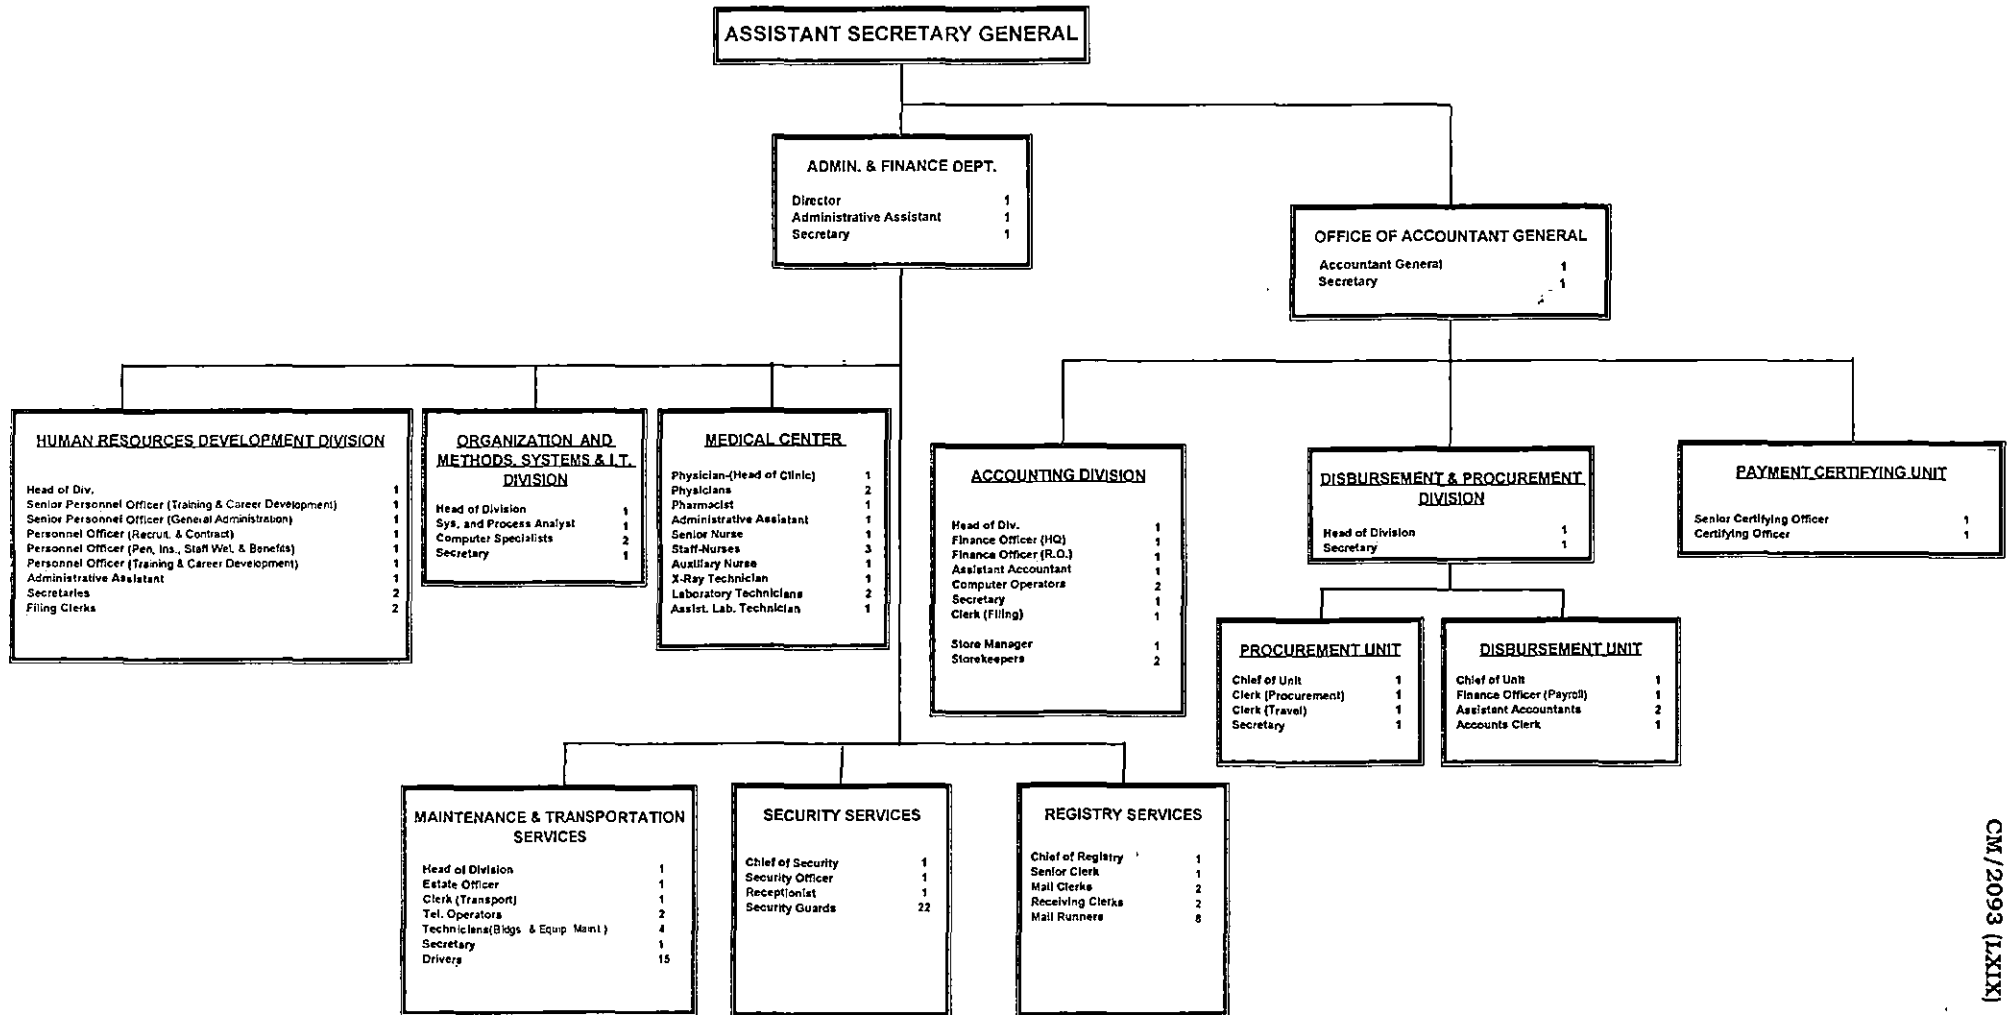 ASSISTANT SECRETARY GENERAL
ADMIN. & FINANCE DEPT.
Director 1
Administrative Assistant 1
Secretary 1
OFFICE OF ACCOUNTANT GENERAL
Accountant General 1
Secretary 1
HUMAN RESOURCES DEVELOPMENT DIVISION
Head of Div. 1
Senior Personnel Officer (Training & Career Development) 1
Senior Personnel Officer (General Administration) 1
Personnel Officer (Recruit. & Contract) 1
Personnel Officer (Pen, Ins., Staff Wel. & Benefits) 1
Personnel Officer (Training & Career Development) 1
Administrative Assistant 1
Secretaries 2
Filing Clerks 2
ORGANIZATION AND
METHODS, SYSTEMS & I.T.
DIVISION
Head of Division 1
Sys. and Process Analyst 1
Computer Specialists 2
Secretary 1
MEDICAL CENTER
Physician-(Head of Clinic) 1
Physicians 2
Pharmacist 1
Administrative Assistant 1
Senior Nurse 1
Staff-Nurses 3
Auxiliary Nurse 1
X-Ray Technician 1
Laboratory Technicians 2
Assist. Lab. Technician 1
ACCOUNTING DIVISION
Head of Div. 1
Finance Officer (HQ) 1
Finance Officer (R.O.) 1
Assistant Accountant 1
Computer Operators 2
Secretary 1
Clerk (Filing) 1
Store Manager 1
Storekeepers 2
DISBURSEMENT & PROCUREMENT
DIVISION
Head of Division 1
Secretary 1
PAYMENT CERTIFYING UNIT
Senior Certifying Officer 1
Certifying Officer 1
PROCUREMENT UNIT
Chief of Unit 1
Clerk (Procurement) 1
Clerk (Travel) 1
Secretary 1
DISBURSEMENT UNIT
Chief of Unit 1
Finance Officer (Payroll) 1
Assistant Accountants 2
Accounts Clerk 1
MAINTENANCE & TRANSPORTATION
SERVICES
Head of Division 1
Estate Officer 1
Clerk (Transport) 1
Tel. Operators 2
Technicians(Bldgs & Equip Maint.) 4
Secretary 1
Drivers 15
SECURITY SERVICES
Chief of Security 1
Security Officer 1
Receptionist 1
Security Guards 22
REGISTRY SERVICES
Chief of Registry 1
Senior Clerk 1
Mail Clerks 2
Receiving Clerks 2
Mail Runners 8
CM/2093 (LXIX)